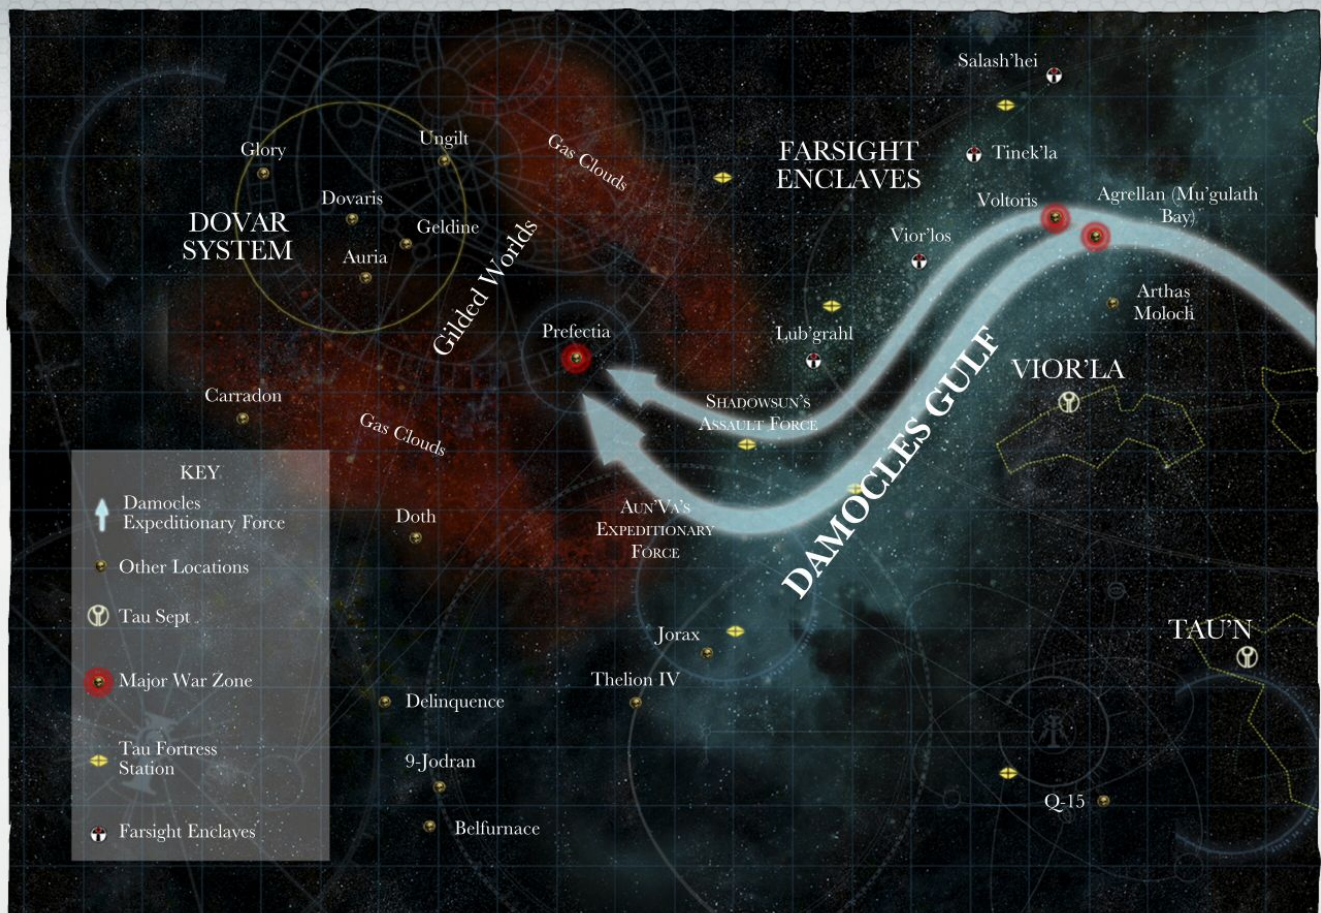 Salash'hei
Ungilt
Gas Clouds
FARSIGHT
ENCLAVES
Tinek'la
Glory
Dovaris
Voltoris
Agrellan (Mu'gulath
Bay)
DOVAR
SYSTEM
Geldine
Vior'los
Auria
Gilded Worlds
Arthas
Moloch
Prefectia
Lub'grahl
VIOR'LA
Carradon
Shadowsun's
Assault Force
DAMOCLES GULF
Gas Clouds
KEY
Damocles
Expeditionary Force
Other Locations
Tau Sept
Major War Zone
Tau Fortress
Station
Farsight Enclaves
Doth
Aun'Va's
Expeditionary
Force
Jorax
TAU'N
Thelion IV
Delinquence
9-Jodran
Q-15
Belfurnace